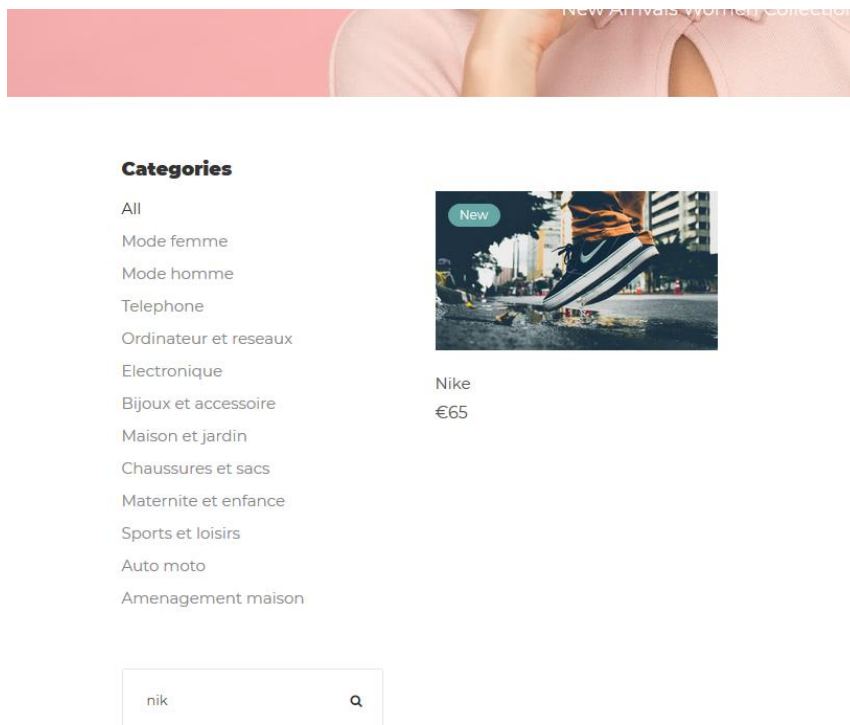 New Arrivals Women Collection
Categories
All
Mode femme
Mode homme
Telephone
Ordinateur et reseaux
Electronique
Bijoux et accessoire
Maison et jardin
Chaussures et sacs
Maternite et enfance
Sports et loisirs
Auto moto
Amenagement maison
nik
New
Nike
€65